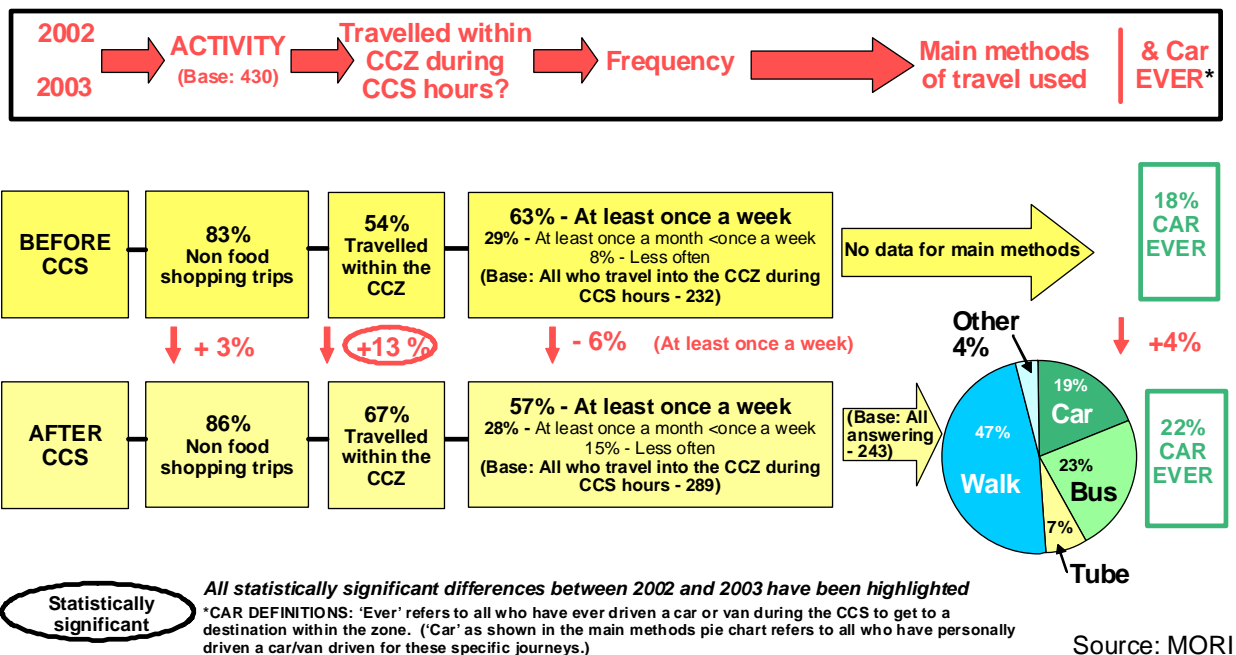 2002
2003
ACTIVITY
(Base: 430)
Travelled within
CCZ during
CCS hours?
Frequency
Main methods
of travel used
& Car
EVER*
BEFORE
CCS
83%
Non food
shopping trips
54%
Travelled
within the
CCZ
63% - At least once a week
29% - At least once a month <once a week
8% - Less often
(Base: All who travel into the CCZ during
CCS hours - 232)
No data for main methods
18%
CAR
EVER
+ 3%
+13 %
- 6% (At least once a week)
+4%
AFTER
CCS
86%
Non food
shopping trips
67%
Travelled
within the
CCZ
57% - At least once a week
28% - At least once a month <once a week
15% - Less often
(Base: All who travel into the CCZ during
CCS hours - 289)
(Base: All
answering
- 243)
Other
4%
19%
Car
47%
Walk
23%
Bus
7%
Tube
22%
CAR
EVER
Statistically
significant
All statistically significant differences between 2002 and 2003 have been highlighted
*CAR DEFINITIONS: ‘Ever’ refers to all who have ever driven a car or van during the CCS to get to a
destination within the zone. (‘Car’ as shown in the main methods pie chart refers to all who have personally
driven a car/van driven for these specific journeys.)
Source: MORI